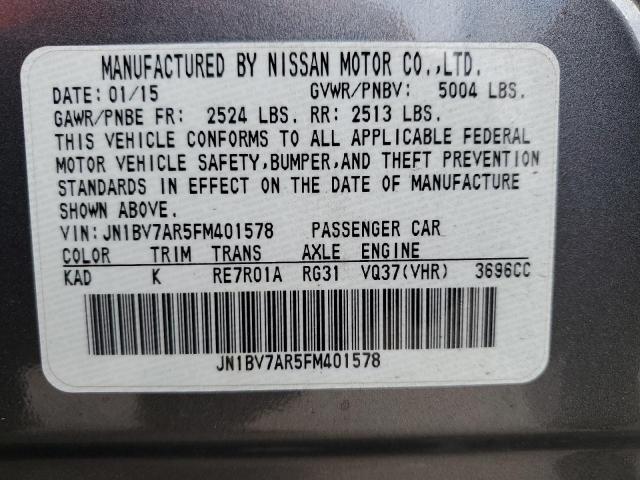 MANUFACTURED BY NISSAN MOTOR CO.,LTD.
DATE: 01/15 GVWR/PNBV: 5004 LBS.
GAWR/PNBE FR: 2524 LBS. RR: 2513 LBS.
THIS VEHICLE CONFORMS TO ALL APPLICABLE FEDERAL
MOTOR VEHICLE SAFETY,BUMPER,AND THEFT PREVENTION
STANDARDS IN EFFECT ON THE DATE OF MANUFACTURE
SHOWN ABOVE.
VIN: JN1BV7AR5FM401578 PASSENGER CAR
COLOR TRIM TRANS AXLE ENGINE
KAD K RE7R01A RG31 VQ37(VHR) 3696CC
JN1BV7AR5FM401578